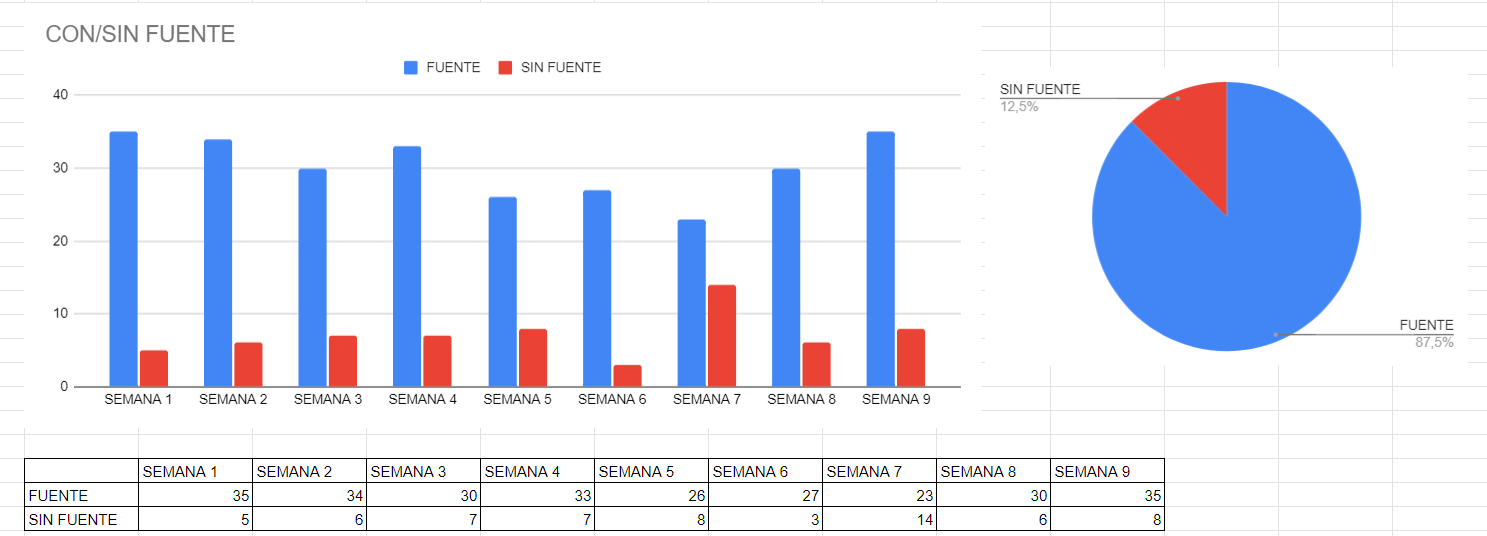 CON/SIN FUENTE
FUENTE SIN FUENTE
40
30
20
10
0
SEMANA 1 SEMANA 2 SEMANA 3 SEMANA 4 SEMANA 5 SEMANA 6 SEMANA 7 SEMANA 8 SEMANA 9
SIN FUENTE
12,5%
FUENTE
87,5%
SEMANA 1 SEMANA 2 SEMANA 3 SEMANA 4 SEMANA 5 SEMANA 6 SEMANA 7 SEMANA 8 SEMANA 9
FUENTE 35 34 30 33 26 27 23 30 35
SIN FUENTE 5 6 7 7 8 3 14 6 8